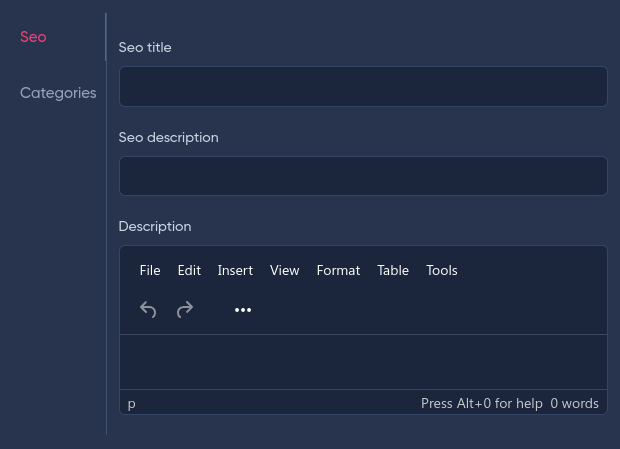 Seo
Categories
Seo title
Seo description
Description
File Edit Insert View Format Table Tools
p
Press Alt+0 for help 0 words